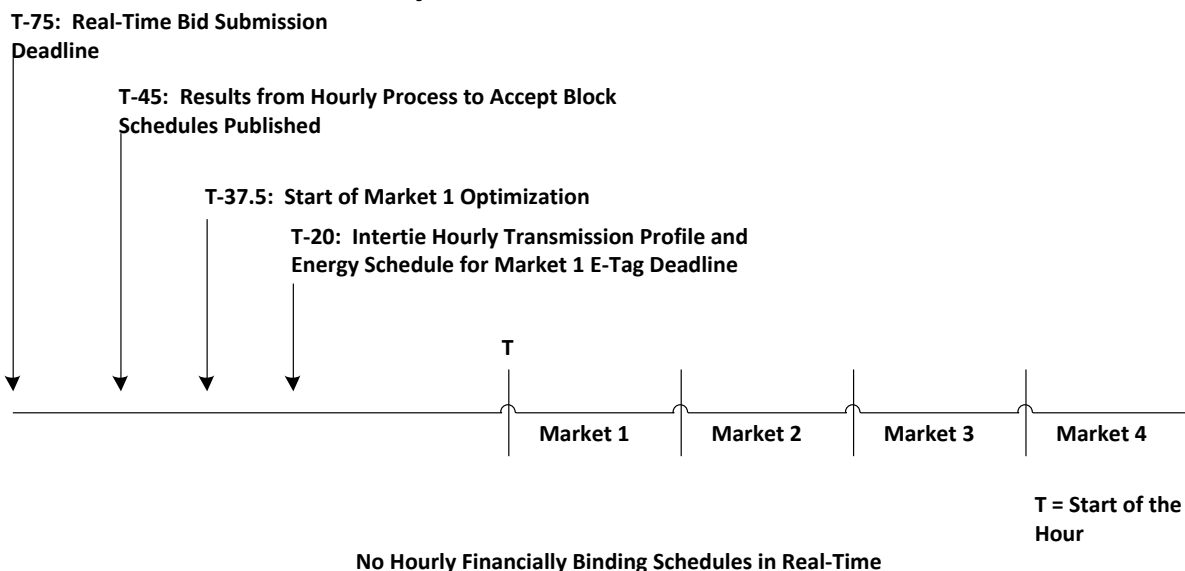 T-75: Real-Time Bid Submission
Deadline
T-45: Results from Hourly Process to Accept Block
Schedules Published
T-37.5: Start of Market 1 Optimization
T-20: Intertie Hourly Transmission Profile and
Energy Schedule for Market 1 E-Tag Deadline
T
Market 1
Market 2
Market 3
Market 4
T = Start of the
Hour
No Hourly Financially Binding Schedules in Real-Time